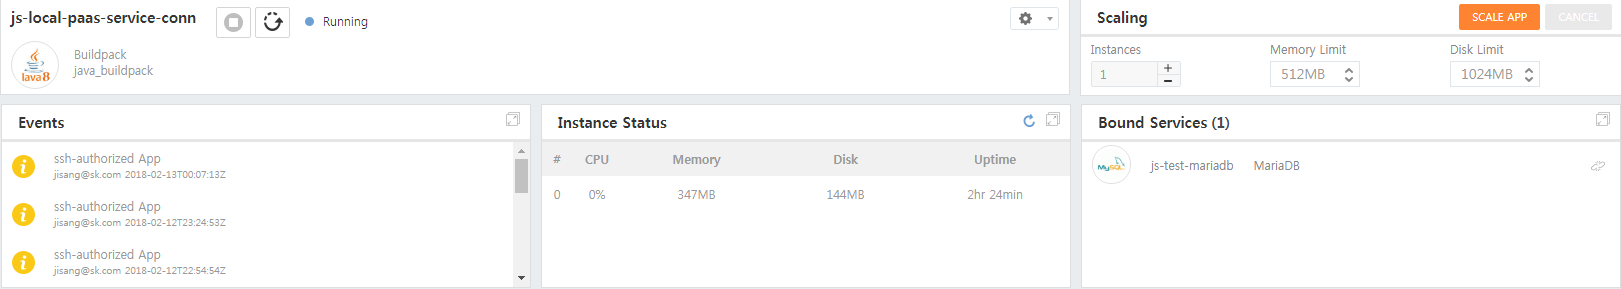 js-local-paas-service-conn
Running
Java8
Buildpack
java_buildpack
Scaling
SCALE APP
CANCEL
Instances
Memory Limit
Disk Limit
1
+
-
512MB
1024MB
Events
ssh-authorized App
jisang@sk.com 2018-02-13T00:07:13Z
ssh-authorized App
jisang@sk.com 2018-02-12T23:24:53Z
ssh-authorized App
jisang@sk.com 2018-02-12T22:54:54Z
Instance Status
# CPU Memory Disk Uptime
0 0% 347MB 144MB 2hr 24min
Bound Services (1)
MySQL
js-test-mariadb MariaDB